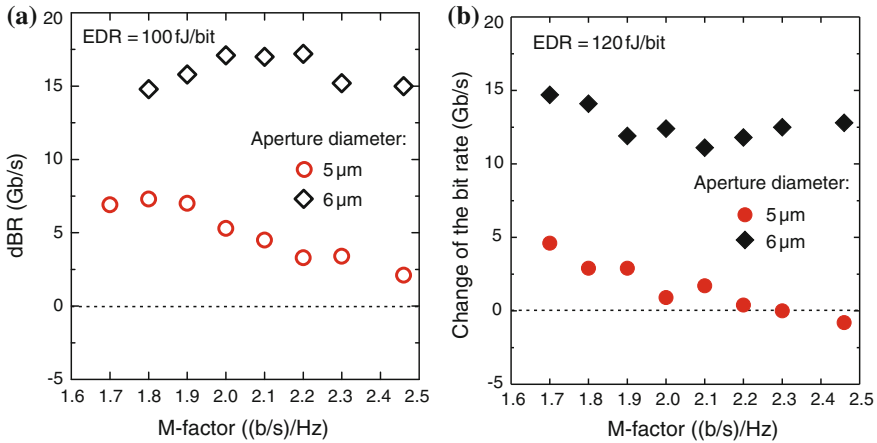 (a)
EDR = 100 fJ/bit
dBR (Gb/s)
20
15
10
5
0
-5
Aperture diameter:
5 μm
6 μm
1.6 1.7 1.8 1.9 2.0 2.1 2.2 2.3 2.4 2.5
M-factor ((b/s)/Hz)
(b)
EDR = 120 fJ/bit
Change of the bit rate (Gb/s)
20
15
10
5
0
-5
Aperture diameter:
5 μm
6 μm
1.6 1.7 1.8 1.9 2.0 2.1 2.2 2.3 2.4 2.5
M-factor ((b/s)/Hz)